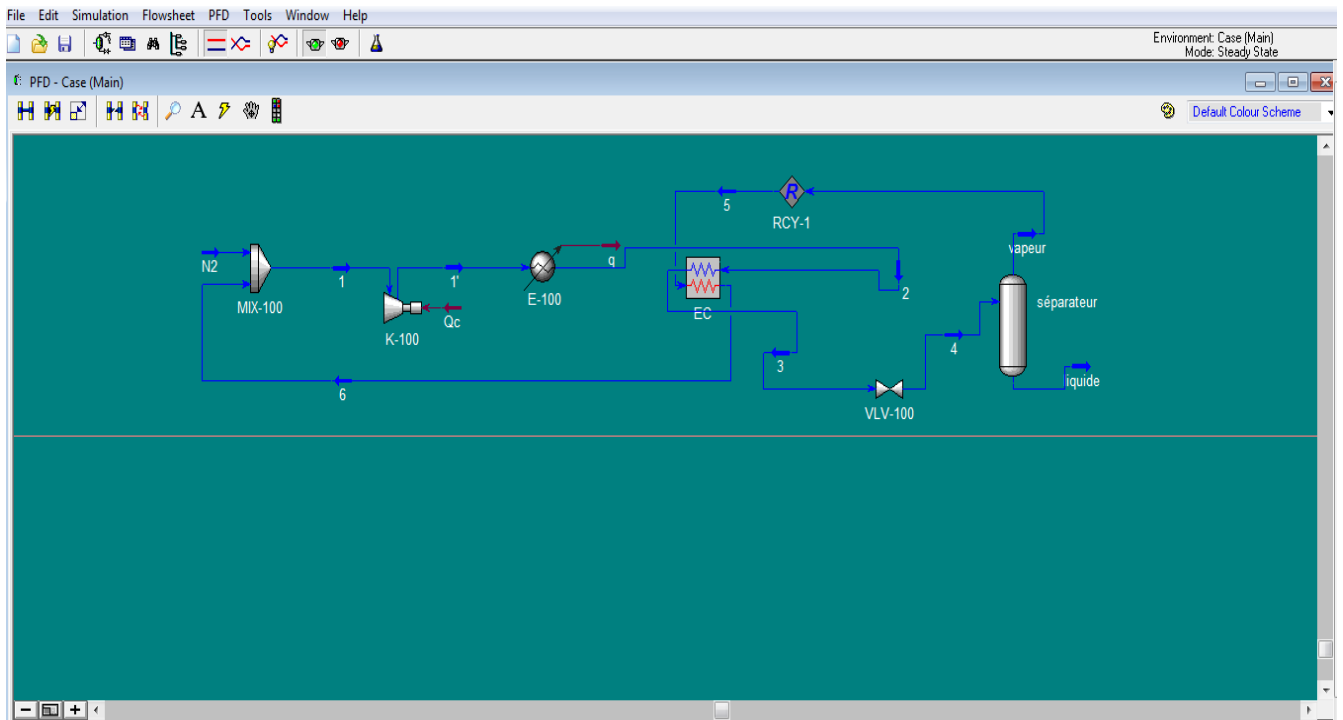 File Edit Simulation Flowsheet PFD Tools Window Help
Environment: Case (Main)
Mode: Steady State
PFD - Case (Main)
A
Default Colour Scheme
5
R
RCY-1
vapeur
N2
1
1'
q
MIX-100
K-100
Qc
E-100
EC
2
séparateur
3
4
6
VLV-100
iquide